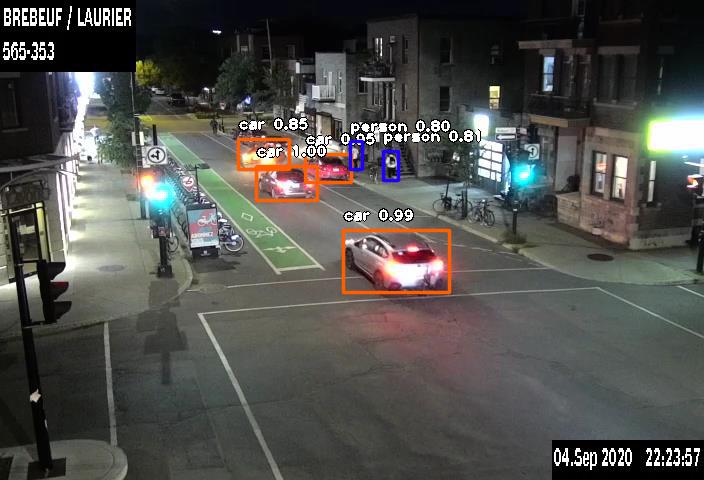 BREBEUF / LAURIER
565-353
car 0.85
person 0.80
car 0.95
person 0.81
car 1.00
car 0.99
04.Sep 2020 22:23:57